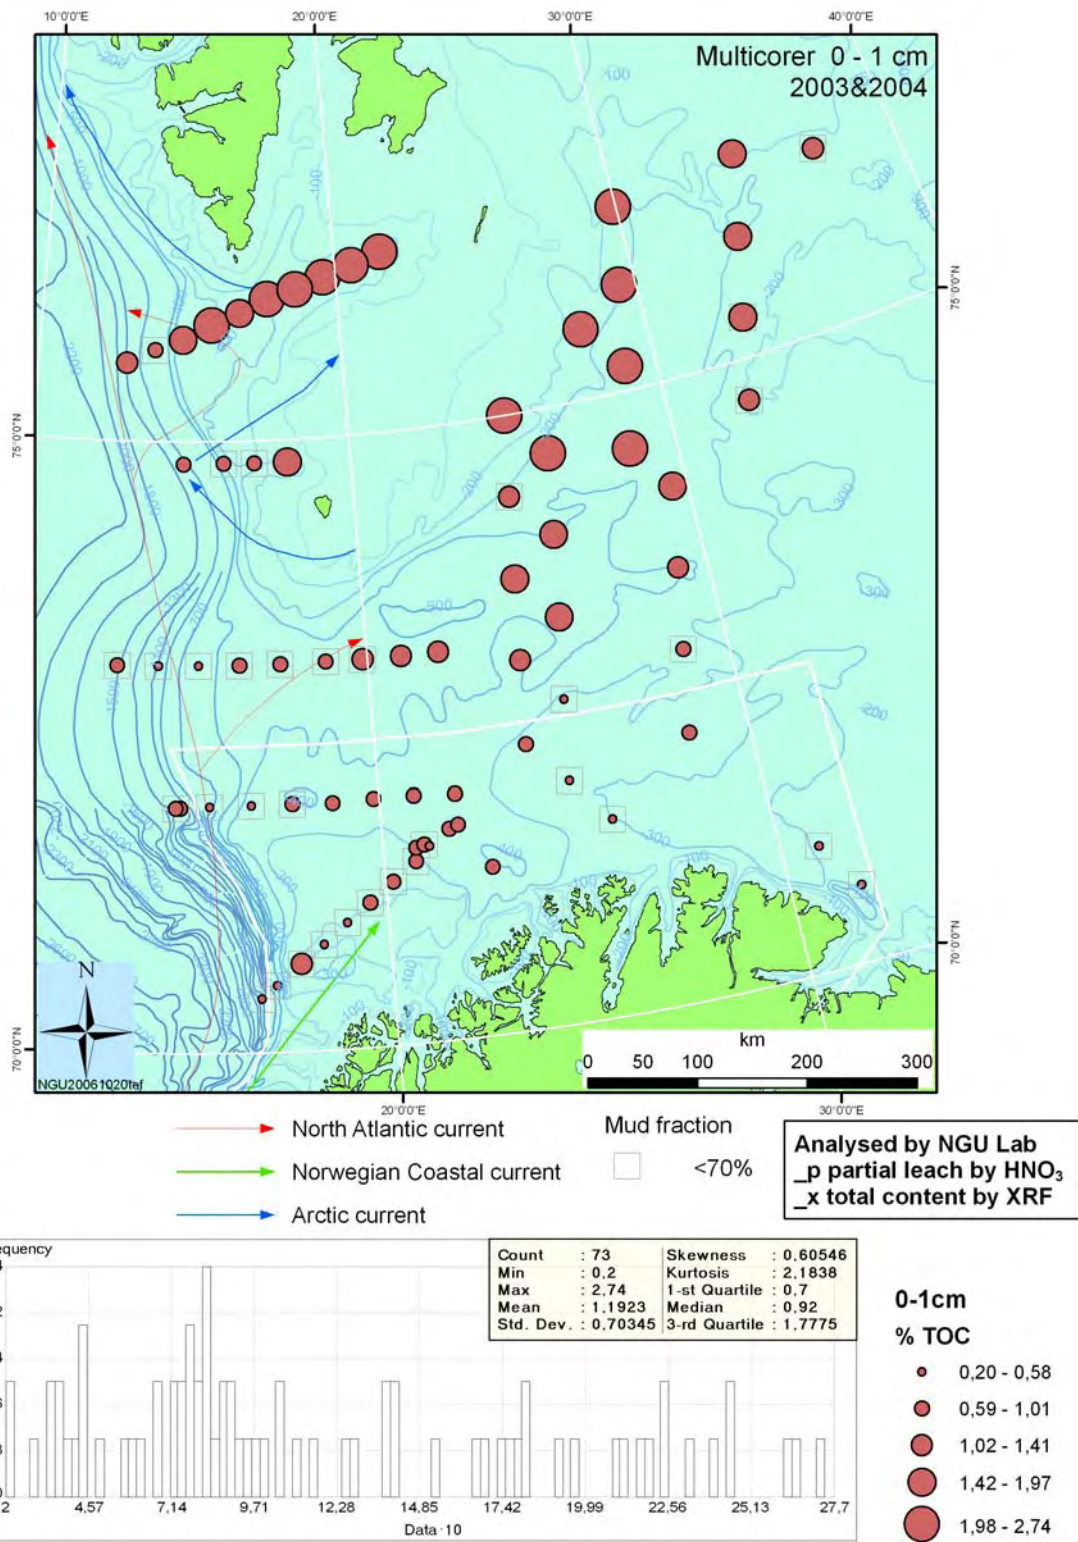 10°0'0"E 20°0'0"E 30°0'0"E 40°0'0"E
Multicorer 0 - 1 cm
2003&2004
75°0'0"N
75°0'0"N
70°0'0"N
70°0'0"N
N
NGU20061020tef
km
0 50 100 200 300
20°0'0"E 30°0'0"E
North Atlantic current
Norwegian Coastal current
Arctic current
Mud fraction
<70%
Analysed by NGU Lab
_p partial leach by HNO₃
_x total content by XRF
equency
Count : 73 Skewness : 0,60546
Min : 0,2 Kurtosis : 2,1838
Max : 2,74 1-st Quartile : 0,7
Mean : 1,1923 Median : 0,92
Std. Dev. : 0,70345 3-rd Quartile : 1,7775
4,57 7,14 9,71 12,28 14,85 17,42 19,99 22,56 25,13 27,7
Data·10
0-1cm
% TOC
0,20 - 0,58
0,59 - 1,01
1,02 - 1,41
1,42 - 1,97
1,98 - 2,74